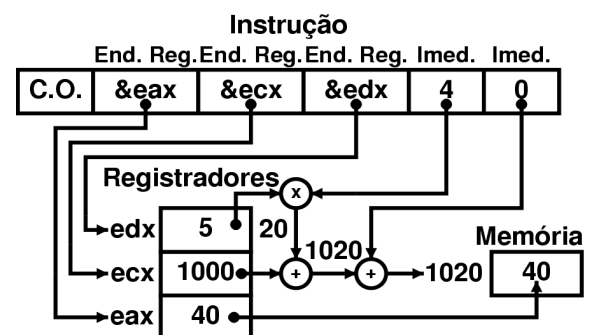 Instrução
End. Reg. End. Reg. End. Reg. Imed. Imed.
C.O. &eax &ecx &edx 4 0
Registradores x
edx 5 20
1020
Memória
ecx 1000 + + 1020 40
eax 40